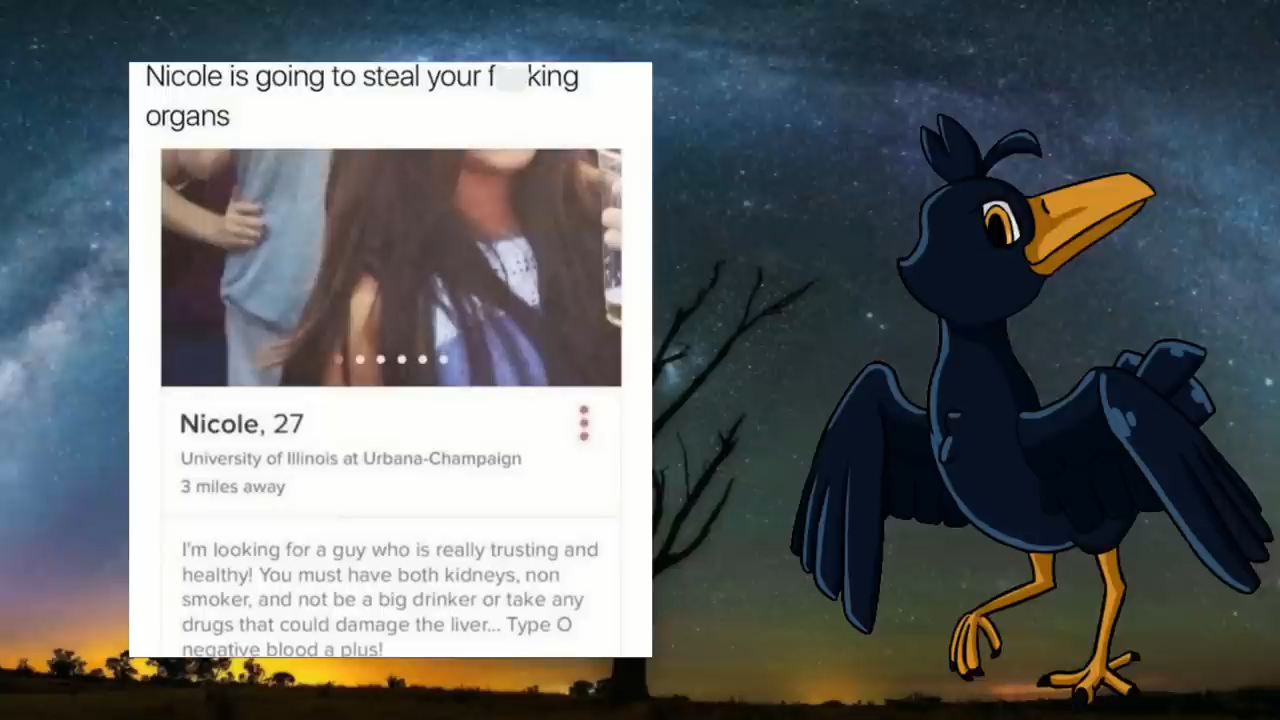 Nicole is going to steal your f king
organs
Nicole, 27
University of Illinois at Urbana-Champaign
3 miles away
I'm looking for a guy who is really trusting and
healthy! You must have both kidneys, non
smoker, and not be a big drinker or take any
drugs that could damage the liver... Type O
negative blood a plus!